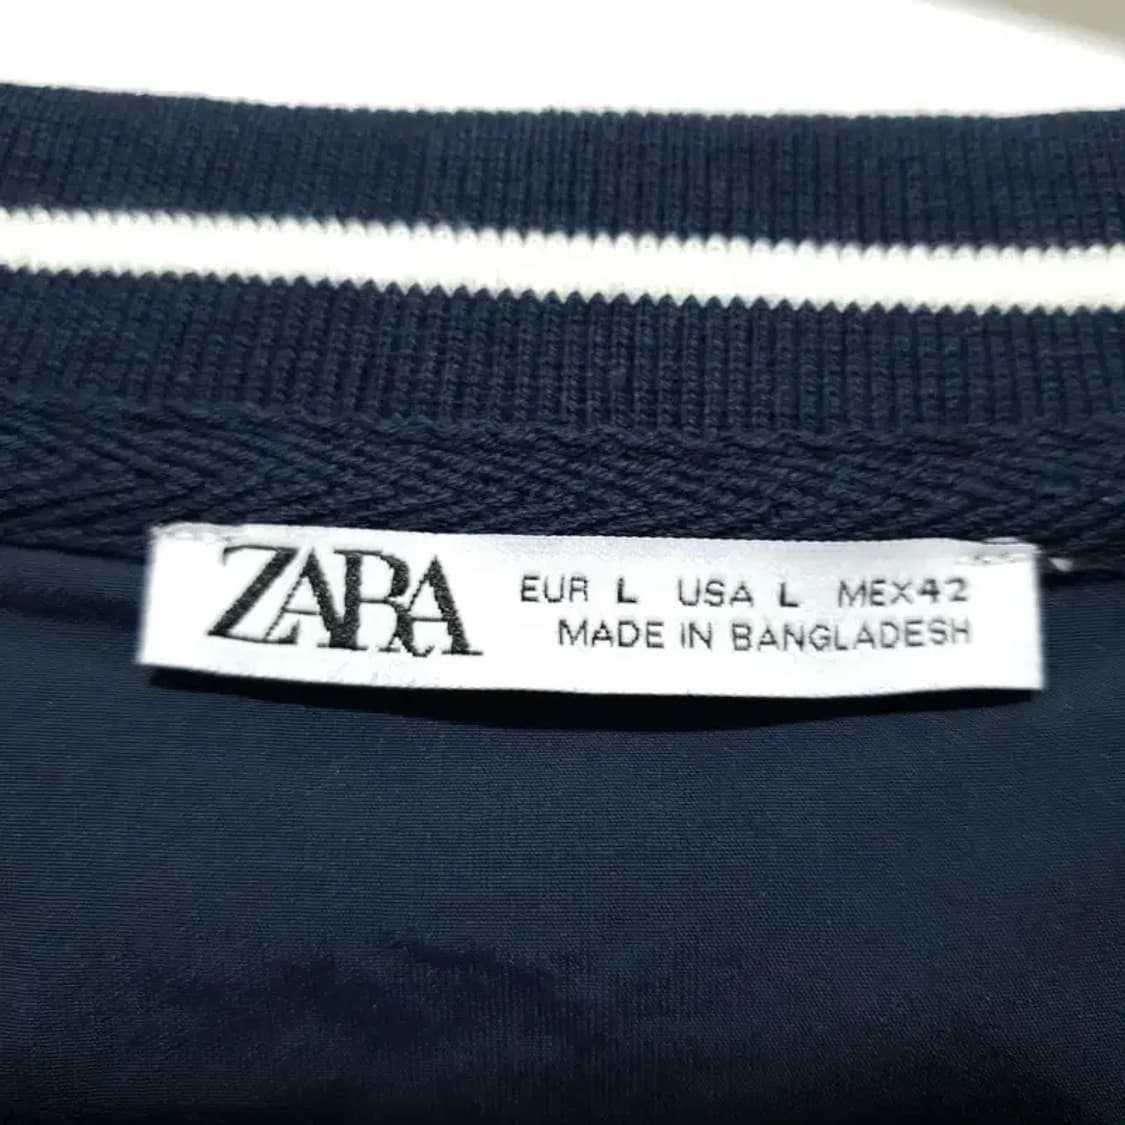 ZARA
EUR L USA L MEX42
MADE IN BANGLADESH